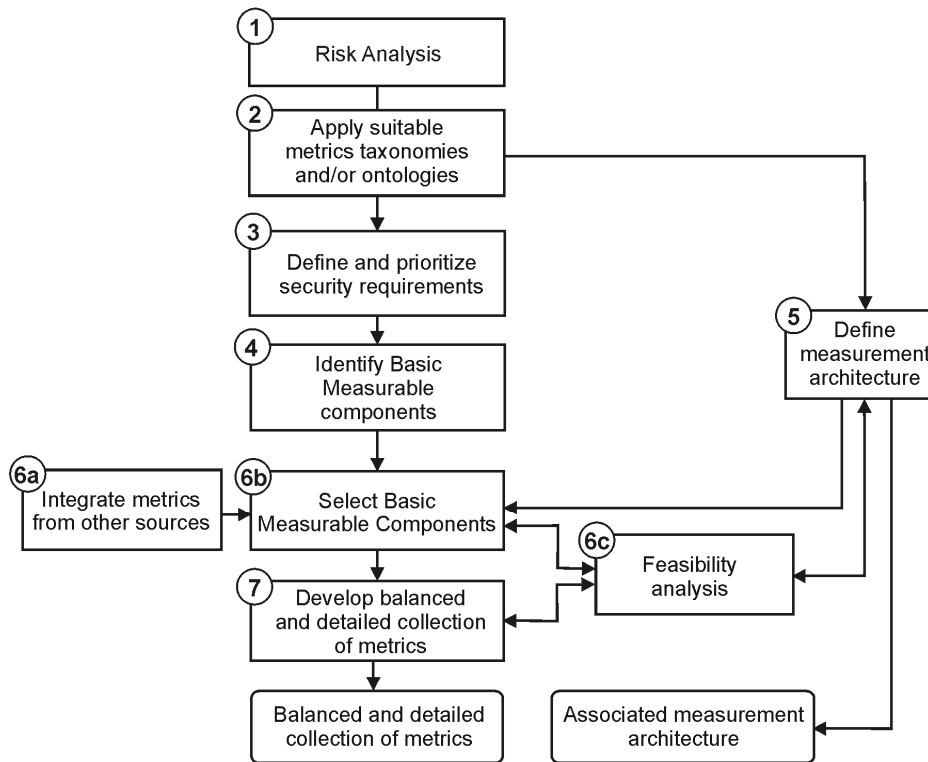 1
Risk Analysis
2
Apply suitable
metrics taxonomies
and/or ontologies
3
Define and prioritize
security requirements
4
Identify Basic
Measurable
components
5
Define
measurement
architecture
6a
Integrate metrics
from other sources
6b
Select Basic
Measurable Components
6c
Feasibility
analysis
7
Develop balanced
and detailed collection
of metrics
Balanced and detailed
collection of metrics
Associated measurement
architecture